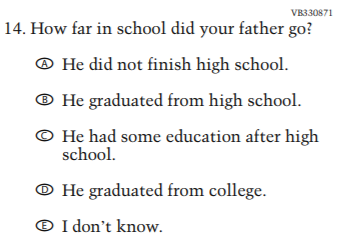 VB330871
14. How far in school did your father go?
Ⓐ He did not finish high school.
Ⓑ He graduated from high school.
Ⓒ He had some education after high
school.
Ⓓ He graduated from college.
Ⓔ I don’t know.